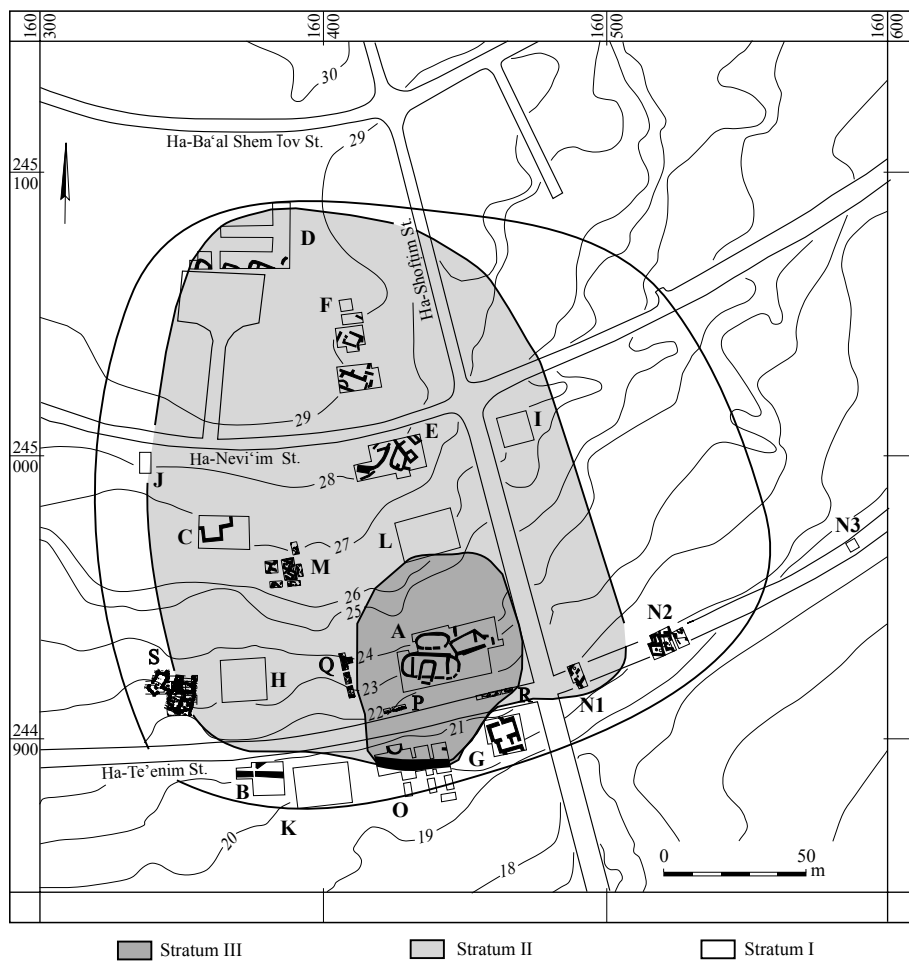 160
300
160
400
160
500
160
600
30
Ha-Ba‘al Shem Tov St.
29
245
100
D
Ha-Shoftim St.
F
29
I
E
Ha-Nevi‘im St.
245
000
28
J
C
L
27
N3
M
26
25
A
N2
S
Q
24
H
23
R
N1
22
P
21
244
900
G
Ha-Te’enim St.
B
O
K
20
19
18
0
50
m
Stratum III
Stratum II
Stratum I